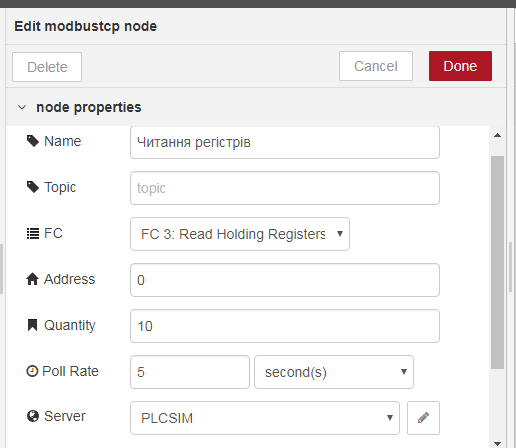 Edit modbustcp node
Delete
Cancel
Done
node properties
Name
Читання регістрів
Topic
topic
FC
FC 3: Read Holding Registers
Address
0
Quantity
10
Poll Rate
5
second(s)
Server
PLCSIM